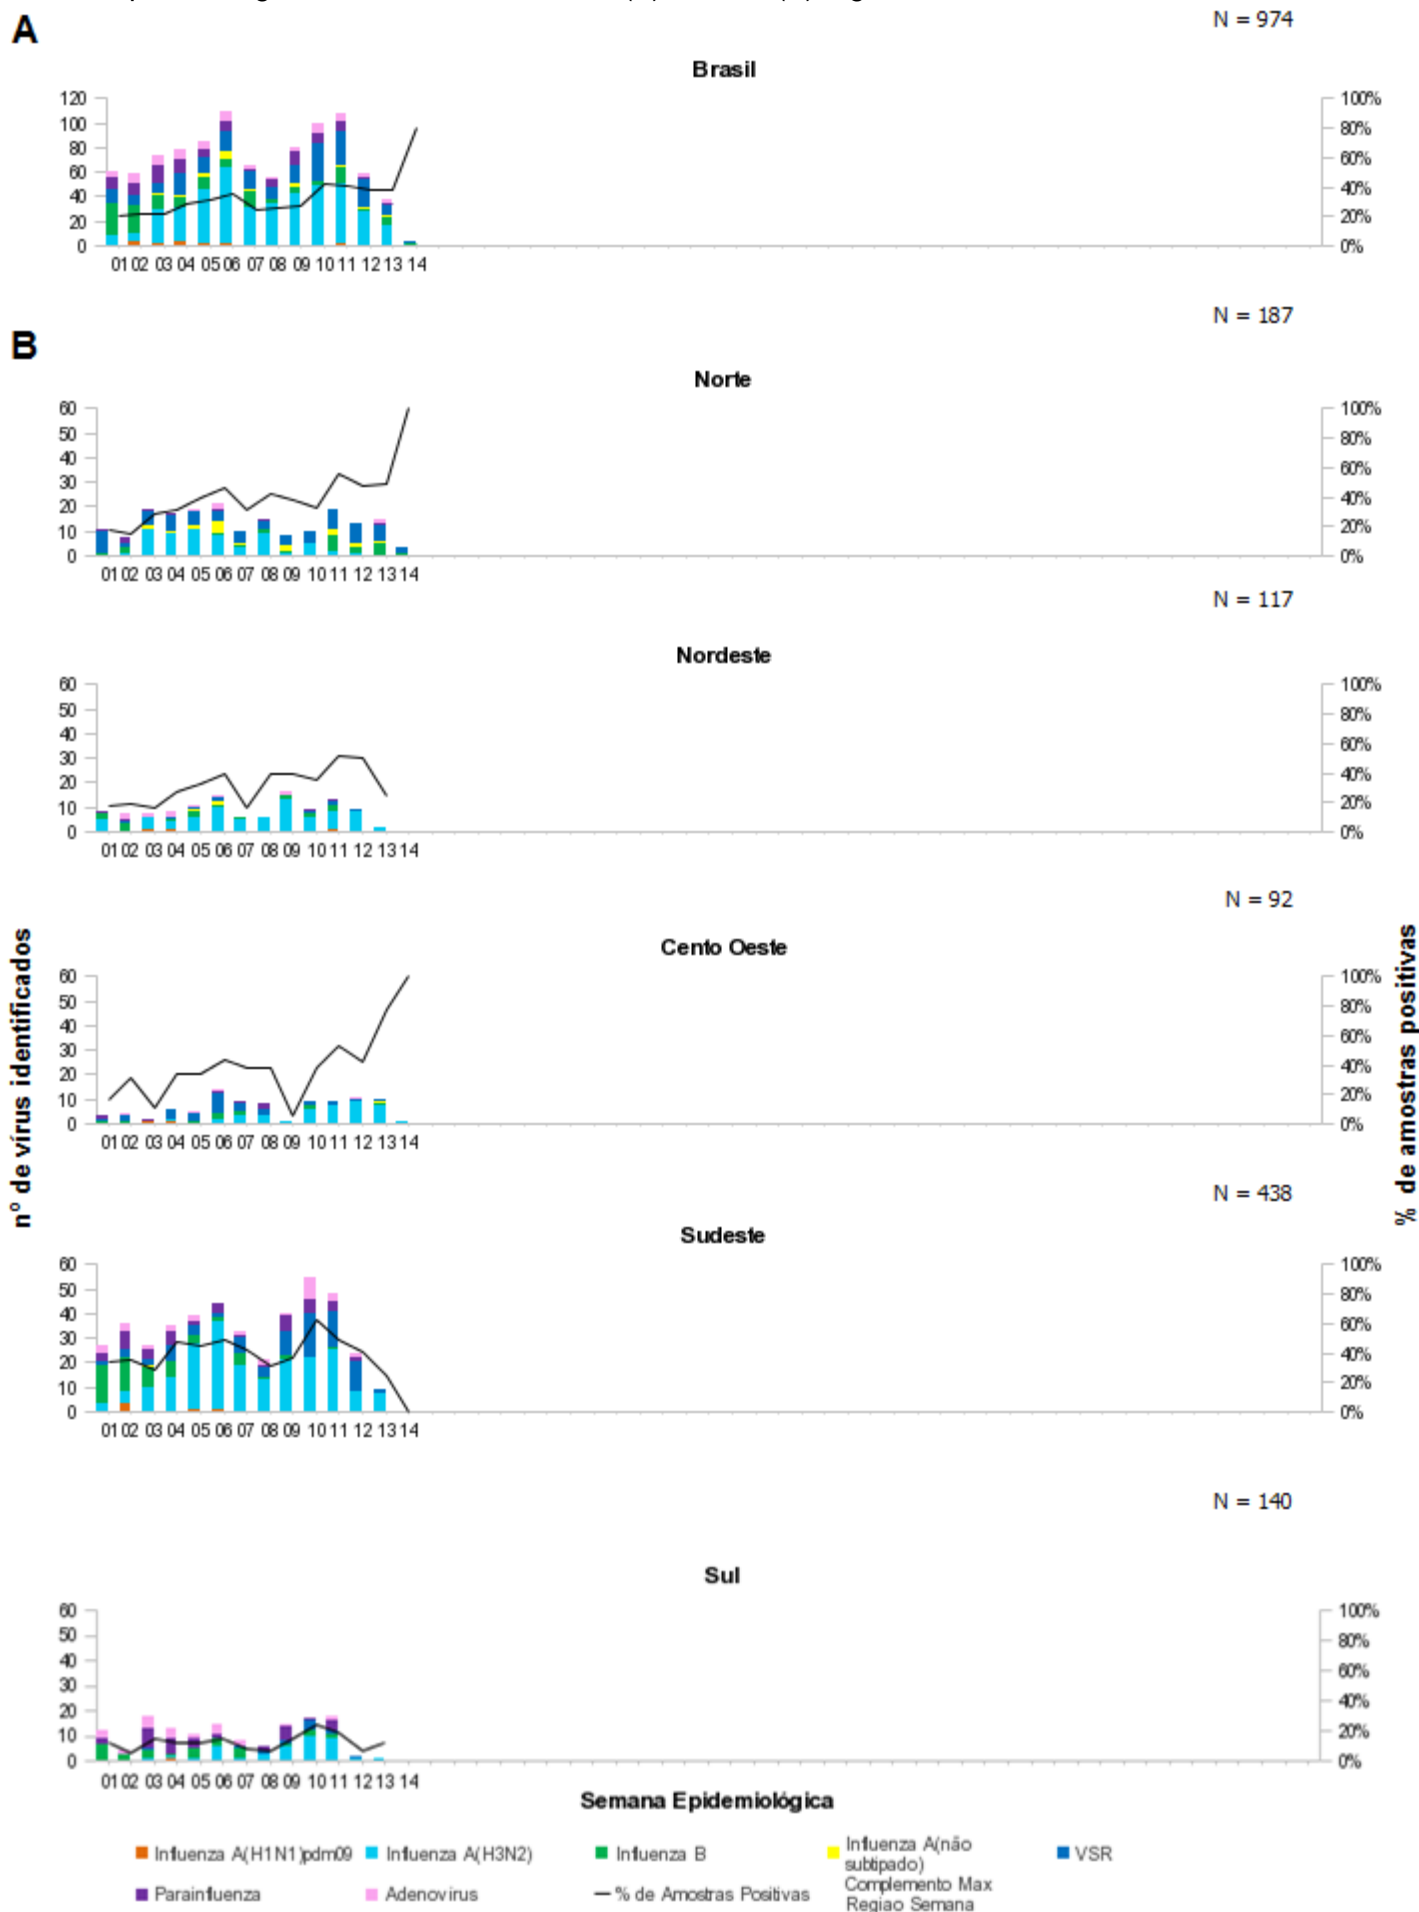 N = 974
A
Brasil
120 100%
100 80%
80 60%
60 40%
40 20%
20 0%
0
01 02 03 04 05 06 07 08 09 10 11 12 13 14
N = 187
B
Norte
60 100%
50 80%
40 60%
30 40%
20 20%
10 0%
0
01 02 03 04 05 06 07 08 09 10 11 12 13 14
N = 117
Nordeste
60 100%
50 80%
40 60%
30 40%
20 20%
10 0%
0
01 02 03 04 05 06 07 08 09 10 11 12 13 14
N = 92
Cento Oeste
60 100%
50 80%
40 60%
30 40%
20 20%
10 0%
0
01 02 03 04 05 06 07 08 09 10 11 12 13 14
nº de vírus identificados
% de amostras positivas
N = 438
Sudeste
60 100%
50 80%
40 60%
30 40%
20 20%
10 0%
0
01 02 03 04 05 06 07 08 09 10 11 12 13 14
N = 140
Sul
60 100%
50 80%
40 60%
30 40%
20 20%
10 0%
0
01 02 03 04 05 06 07 08 09 10 11 12 13 14
Semana Epidemiológica
Influenza A(H1N1)pdm09 Influenza A(H3N2) Influenza B Influenza A(não
subtipado) VSR
Parainfluenza Adenovirus % de Amostras Positivas Complemento Max
Regiao Semana